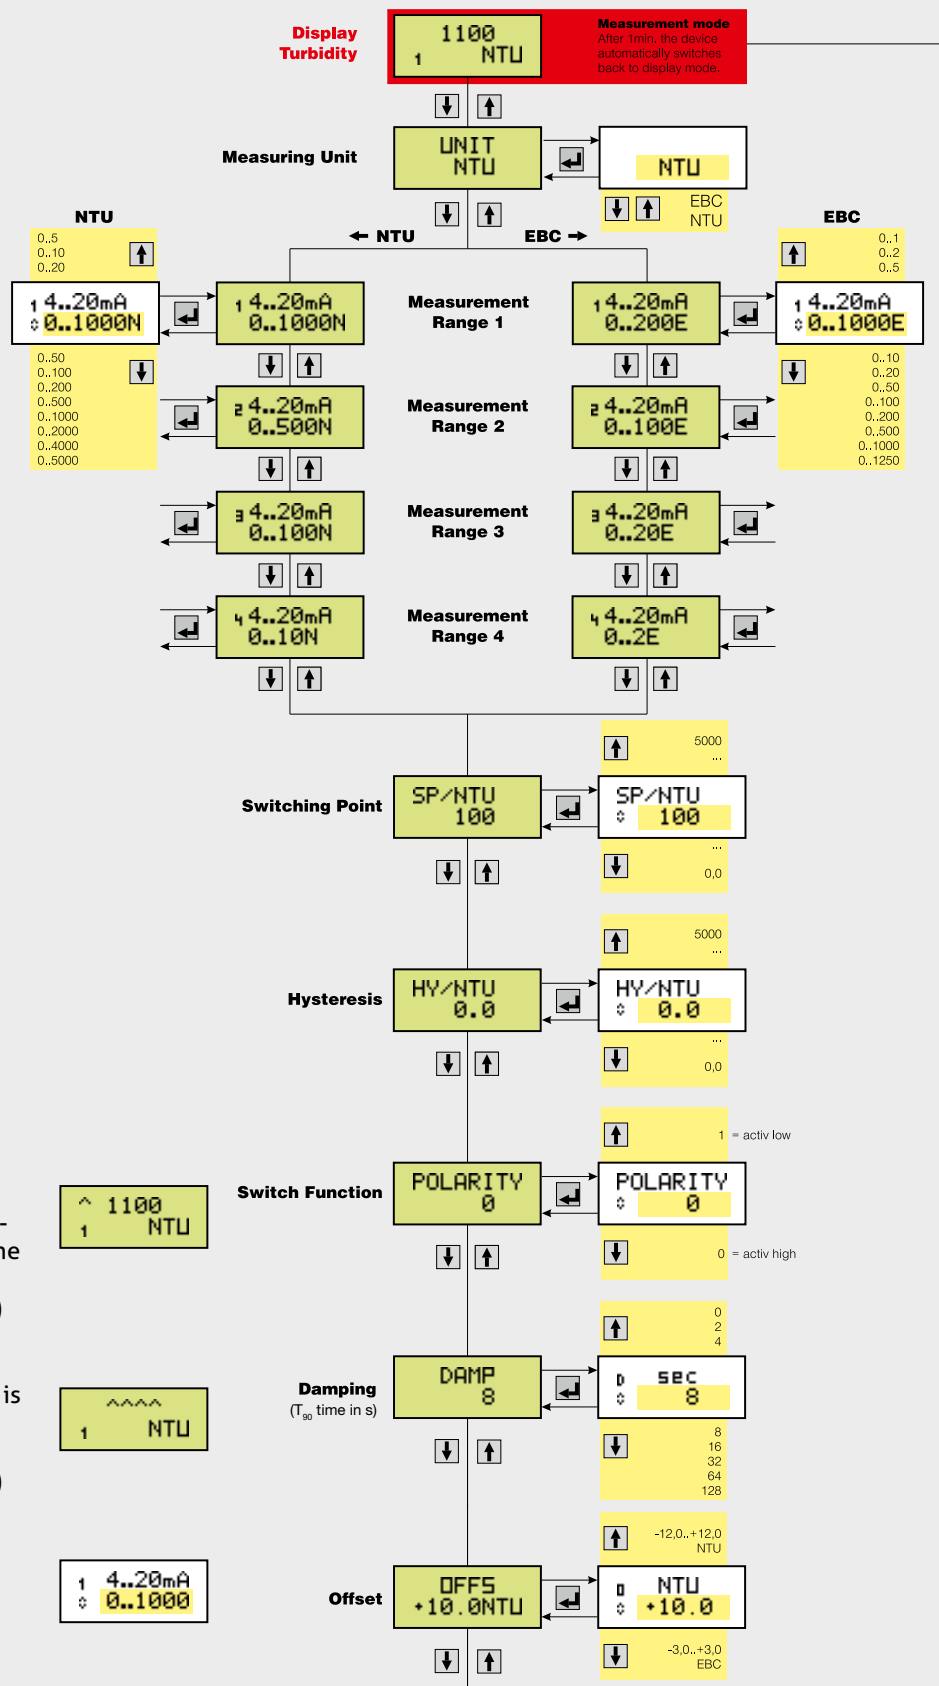 Display
Turbidity
1100
1 NTU
Measurement mode
After 1min. the device
automatically switches
back to display mode.
Measuring Unit
UNIT
NTU
NTU
EBC
NTU
← NTU
EBC →
NTU
0..5
0..10
0..20
1 4..20mA
0..1000N
0..50
0..100
0..200
0..500
0..1000
0..2000
0..4000
0..5000
1 4..20mA
0..1000N
Measurement
Range 1
1 4..20mA
0..200E
EBC
0..1
0..2
0..5
1 4..20mA
0..1000E
0..10
0..20
0..50
0..100
0..200
0..500
0..1000
0..1250
2 4..20mA
0..500N
Measurement
Range 2
2 4..20mA
0..100E
3 4..20mA
0..100N
Measurement
Range 3
3 4..20mA
0..20E
4 4..20mA
0..10N
Measurement
Range 4
4 4..20mA
0..2E
Switching Point
SP/NTU
100
5000
...
SP/NTU
100
...
0,0
Hysteresis
HY/NTU
0.0
5000
...
HY/NTU
0.0
...
0,0
Switch Function
POLARITY
0
1 = activ low
POLARITY
0
0 = activ high
Damping
(T90 time in s)
DAMP
8
0
2
4
D sec
8
8
16
32
64
128
Offset
OFFS
+10.0NTU
-12,0..+12,0
NTU
O NTU
+10.0
-3,0..+3,0
EBC
^ 1100
1 NTU
-
ne
)
^^^^
1 NTU
is
)
1 4..20mA
0..1000